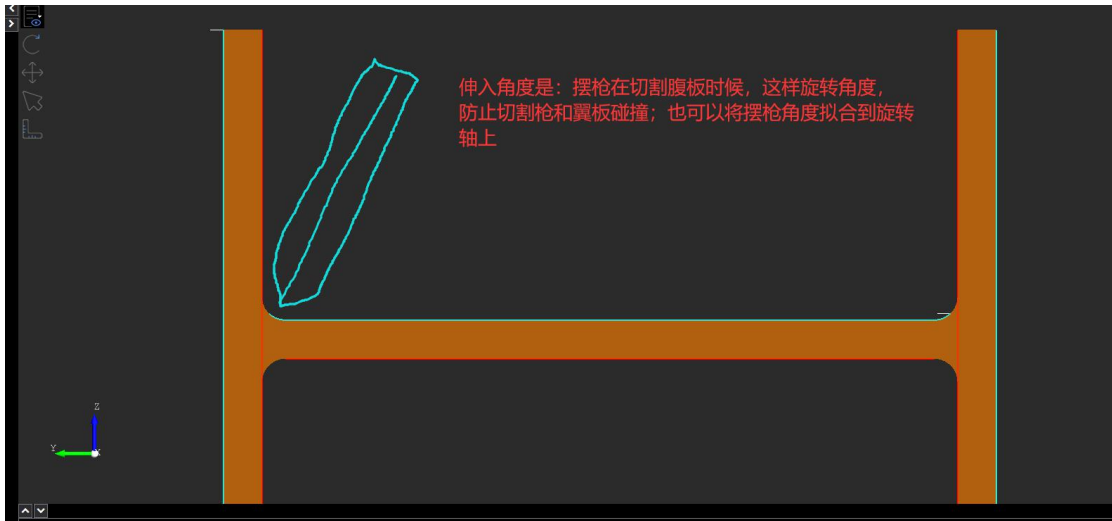 伸入角度是：摆枪在切割腹板时候，这样旋转角度，
防止切割枪和翼板碰撞；也可以将摆枪角度拟合到旋转
轴上
Z
Y
X